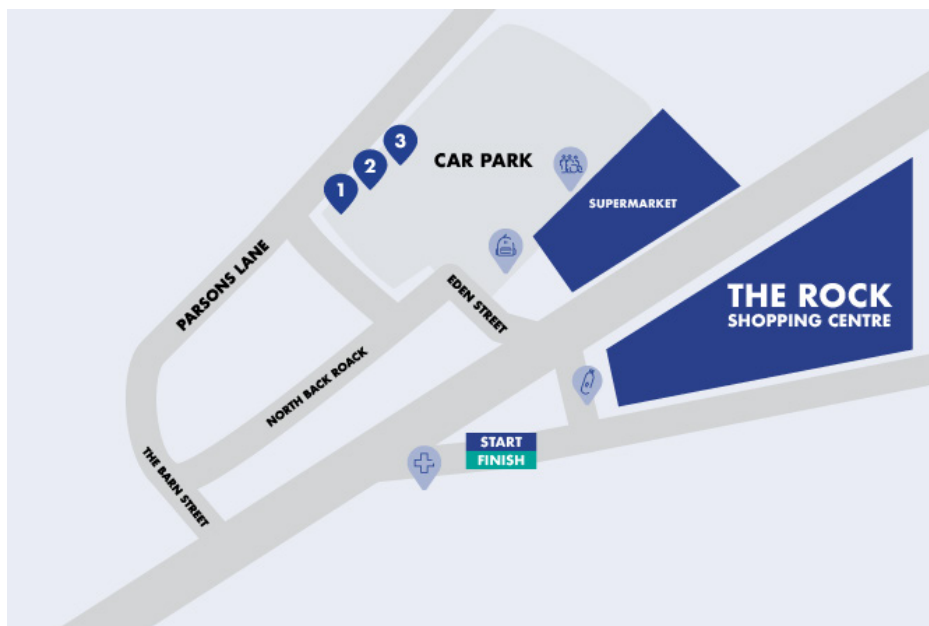 3
2
1
CAR PARK
SUPERMARKET
PARSONS LANE
EDEN STREET
THE ROCK
SHOPPING CENTRE
NORTH BACK ROACK
START
FINISH
THE BARN STREET